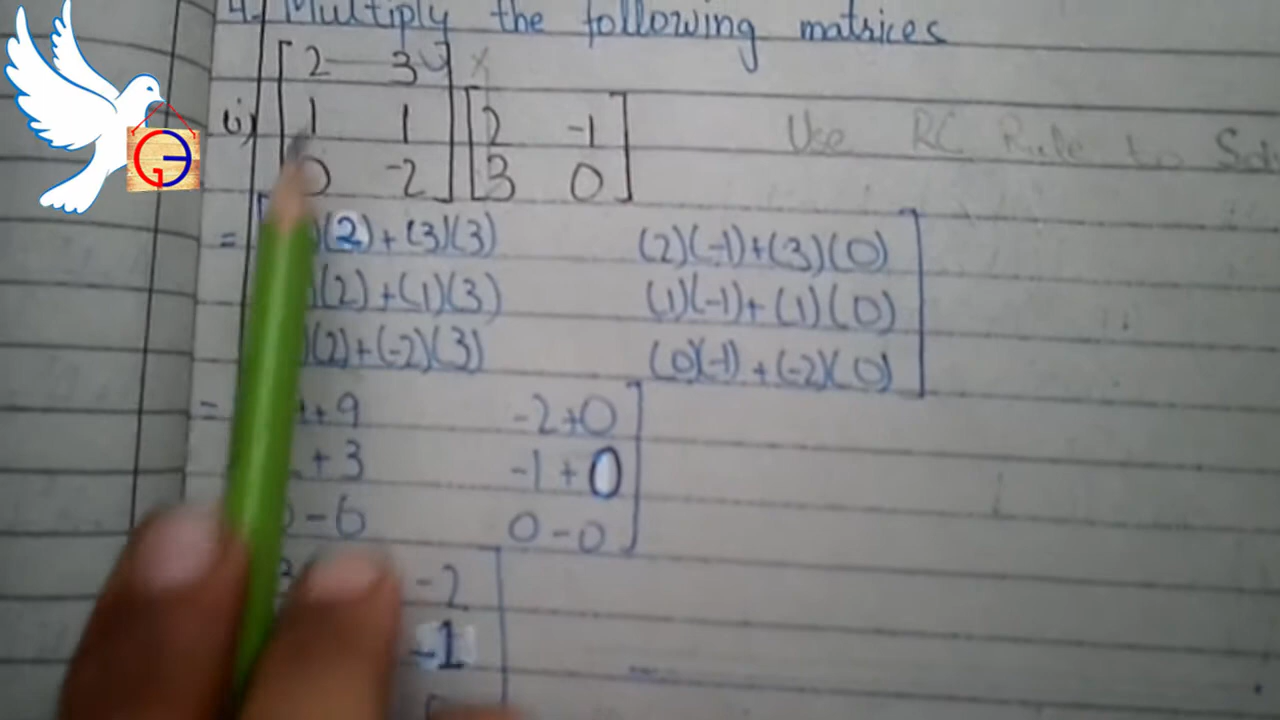 4. Multiply the following matrices
2 3
i) 1 1 2 -1 Use RC Rule to
0 -2 3 0
GE
= (2)+(3)(3) (2)(-1)+(3)(0)
(2)+(1)(3) (1)(-1)+(1)(0)
(2)+(-2)(3) (0)(-1)+(-2)(0)
= +9 -2+0
+3 -1+0
-6 0-0
-2
-1